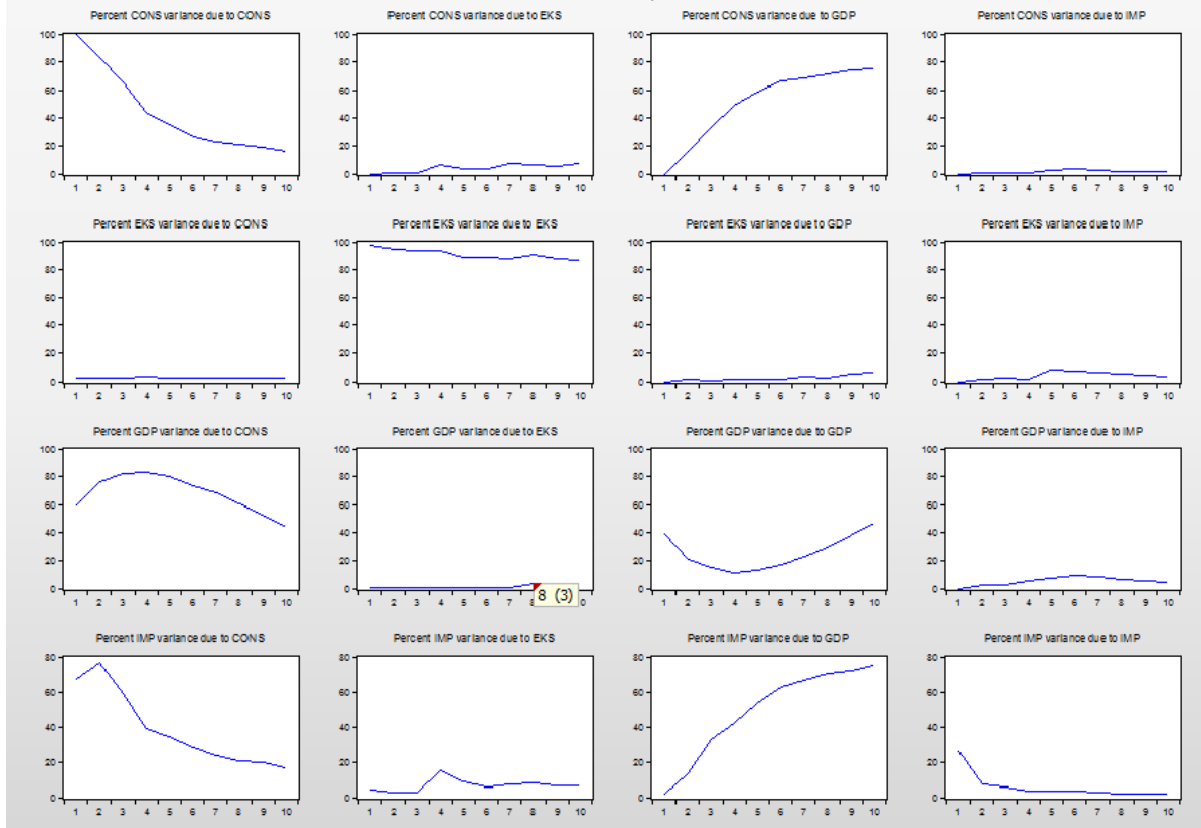 Percent CONS variance due to CONS
Percent CONS variance due to EKS
Percent CONS variance due to GDP
Percent CONS variance due to IMP
100
80
60
40
20
0
1 2 3 4 5 6 7 8 9 10
100
80
60
40
20
0
1 2 3 4 5 6 7 8 9 10
100
80
60
40
20
0
1 2 3 4 5 6 7 8 9 10
100
80
60
40
20
0
1 2 3 4 5 6 7 8 9 10
Percent EKS variance due to CONS
Percent EKS variance due to EKS
Percent EKS variance due to GDP
Percent EKS variance due to IMP
100
80
60
40
20
0
1 2 3 4 5 6 7 8 9 10
100
80
60
40
20
0
1 2 3 4 5 6 7 8 9 10
100
80
60
40
20
0
1 2 3 4 5 6 7 8 9 10
100
80
60
40
20
0
1 2 3 4 5 6 7 8 9 10
Percent GDP variance due to CONS
Percent GDP variance due to EKS
Percent GDP variance due to GDP
Percent GDP variance due to IMP
100
80
60
40
20
0
1 2 3 4 5 6 7 8 9 10
100
80
60
40
20
0
8 (3)
1 2 3 4 5 6 7 8 0
100
80
60
40
20
0
1 2 3 4 5 6 7 8 9 10
100
80
60
40
20
0
1 2 3 4 5 6 7 8 9 10
Percent IMP variance due to CONS
Percent IMP variance due to EKS
Percent IMP variance due to GDP
Percent IMP variance due to IMP
80
60
40
20
0
1 2 3 4 5 6 7 8 9 10
80
60
40
20
0
1 2 3 4 5 6 7 8 9 10
80
60
40
20
0
1 2 3 4 5 6 7 8 9 10
80
60
40
20
0
1 2 3 4 5 6 7 8 9 10